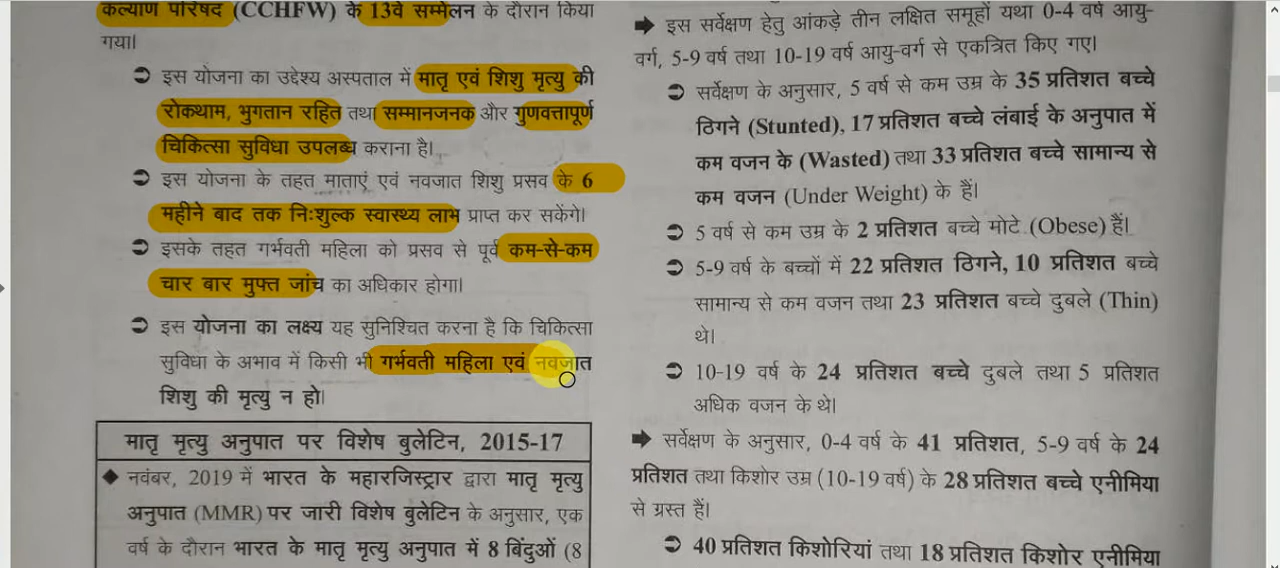 कल्याण परिषद (CCHFW) के 13वे सम्मेलन के दौरान किया
गया।
➲ इस योजना का उद्देश्य अस्पताल में मातृ एवं शिशु मृत्यु की
रोकथाम, भुगतान रहित तथा सम्मानजनक और गुणवत्तापूर्ण
चिकित्सा सुविधा उपलब्ध कराना है।
➲ इस योजना के तहत माताएं एवं नवजात शिशु प्रसव के 6
महीने बाद तक निःशुल्क स्वास्थ्य लाभ प्राप्त कर सकेंगे।
➲ इसके तहत गर्भवती महिला को प्रसव से पूर्व कम-से-कम
चार बार मुफ्त जांच का अधिकार होगा।
➲ इस योजना का लक्ष्य यह सुनिश्चित करना है कि चिकित्सा
सुविधा के अभाव में किसी भी गर्भवती महिला एवं नवजात
शिशु की मृत्यु न हो।
मातृ मृत्यु अनुपात पर विशेष बुलेटिन, 2015-17
◆ नवंबर, 2019 में भारत के महारजिस्ट्रार द्वारा मातृ मृत्यु
अनुपात (MMR) पर जारी विशेष बुलेटिन के अनुसार, एक
वर्ष के दौरान भारत के मातृ मृत्यु अनुपात में 8 बिंदुओं (8
➡ इस सर्वेक्षण हेतु आंकड़े तीन लक्षित समूहों यथा 0-4 वर्ष आयु-
वर्ग, 5-9 वर्ष तथा 10-19 वर्ष आयु-वर्ग से एकत्रित किए गए।
➲ सर्वेक्षण के अनुसार, 5 वर्ष से कम उम्र के 35 प्रतिशत बच्चे
ठिगने (Stunted), 17 प्रतिशत बच्चे लंबाई के अनुपात में
कम वजन के (Wasted) तथा 33 प्रतिशत बच्चे सामान्य से
कम वजन (Under Weight) के हैं।
➲ 5 वर्ष से कम उम्र के 2 प्रतिशत बच्चे मोटे (Obese) हैं।
➲ 5-9 वर्ष के बच्चों में 22 प्रतिशत ठिगने, 10 प्रतिशत बच्चे
सामान्य से कम वजन तथा 23 प्रतिशत बच्चे दुबले (Thin)
थे।
➲ 10-19 वर्ष के 24 प्रतिशत बच्चे दुबले तथा 5 प्रतिशत
अधिक वजन के थे।
➡ सर्वेक्षण के अनुसार, 0-4 वर्ष के 41 प्रतिशत, 5-9 वर्ष के 24
प्रतिशत तथा किशोर उम्र (10-19 वर्ष) के 28 प्रतिशत बच्चे एनीमिया
से ग्रस्त हैं।
➲ 40 प्रतिशत किशोरियां तथा 18 प्रतिशत किशोर एनीमिया